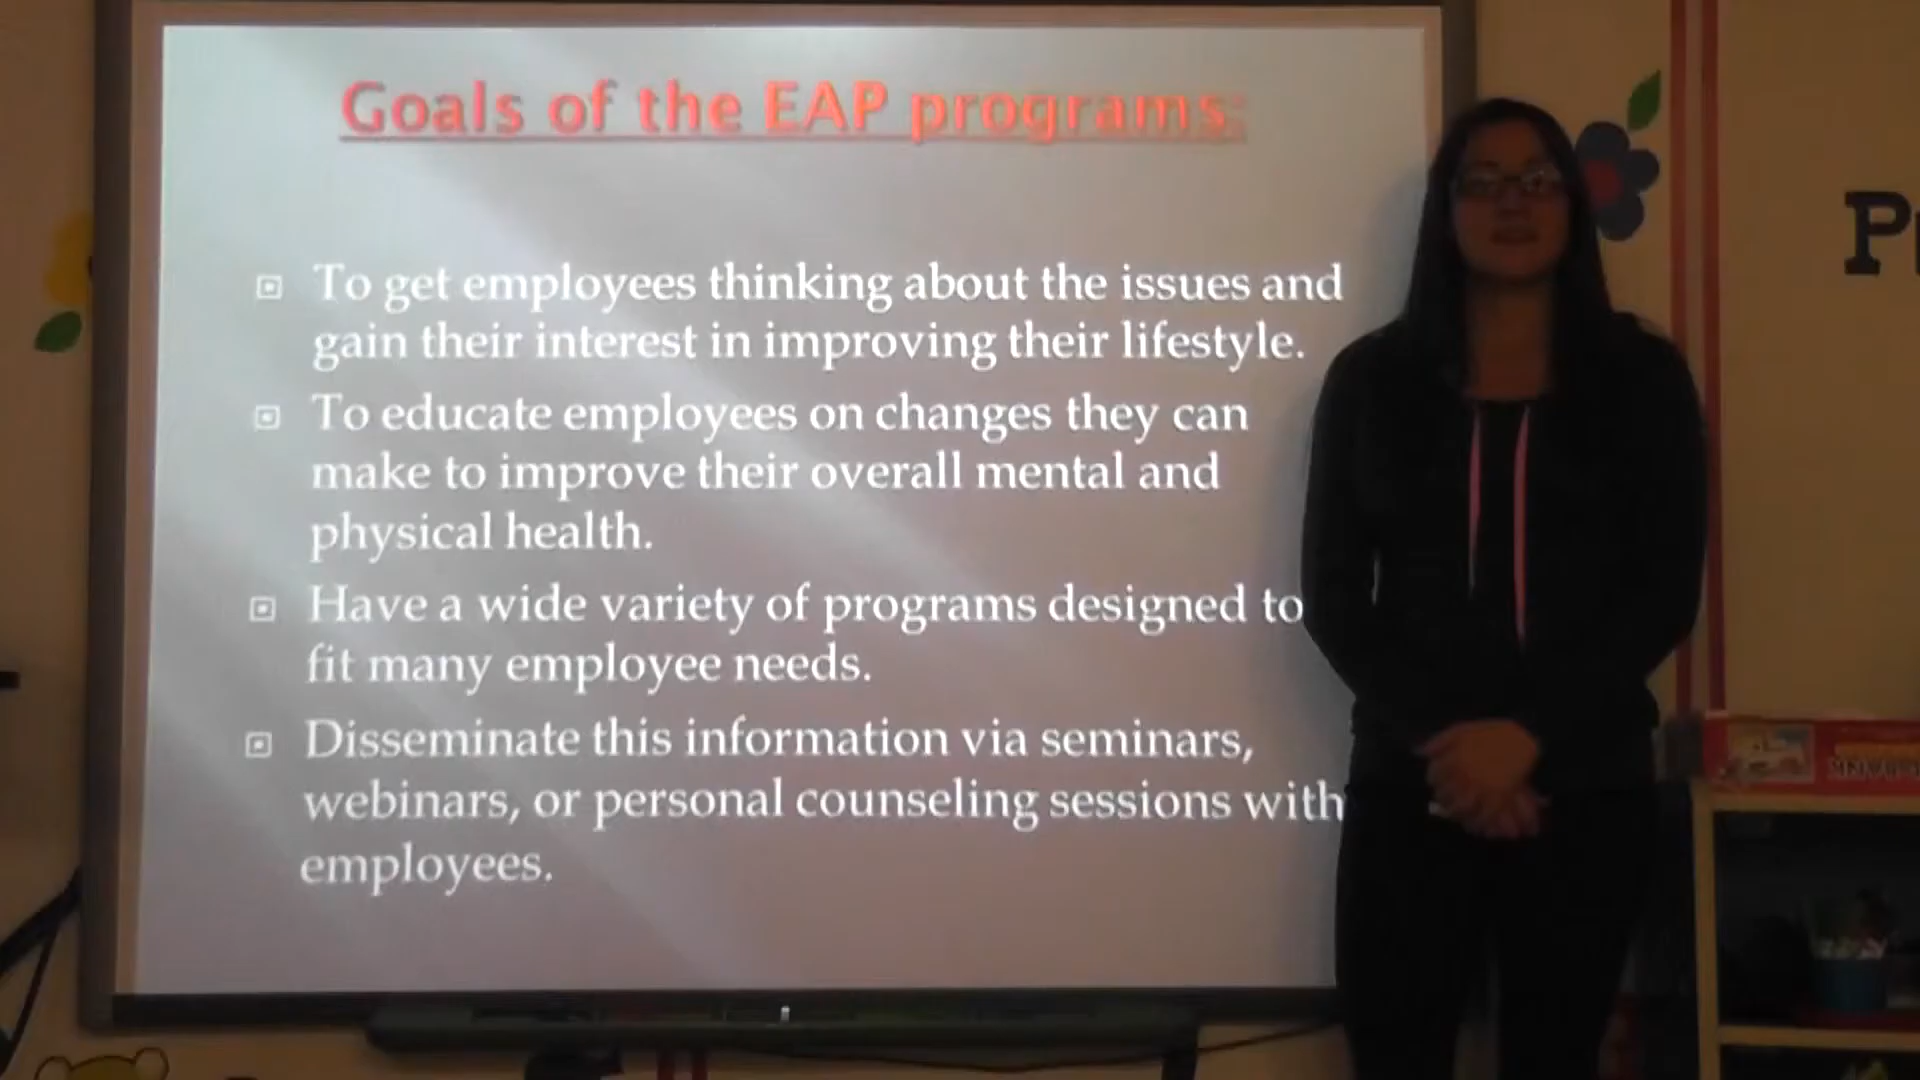 Goals of the EAP programs:
To get employees thinking about the issues and
gain their interest in improving their lifestyle.
To educate employees on changes they can
make to improve their overall mental and
physical health.
Have a wide variety of programs designed to
fit many employee needs.
Disseminate this information via seminars,
webinars, or personal counseling sessions with
employees.